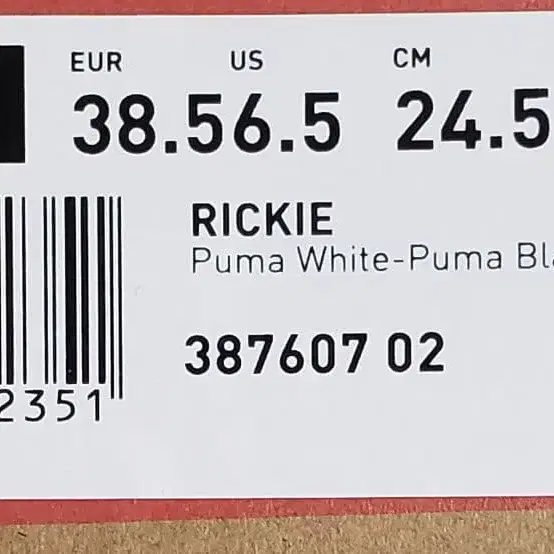 EUR US CM
38.5 6.5 24.5
RICKIE
Puma White-Puma
387607 02
2351